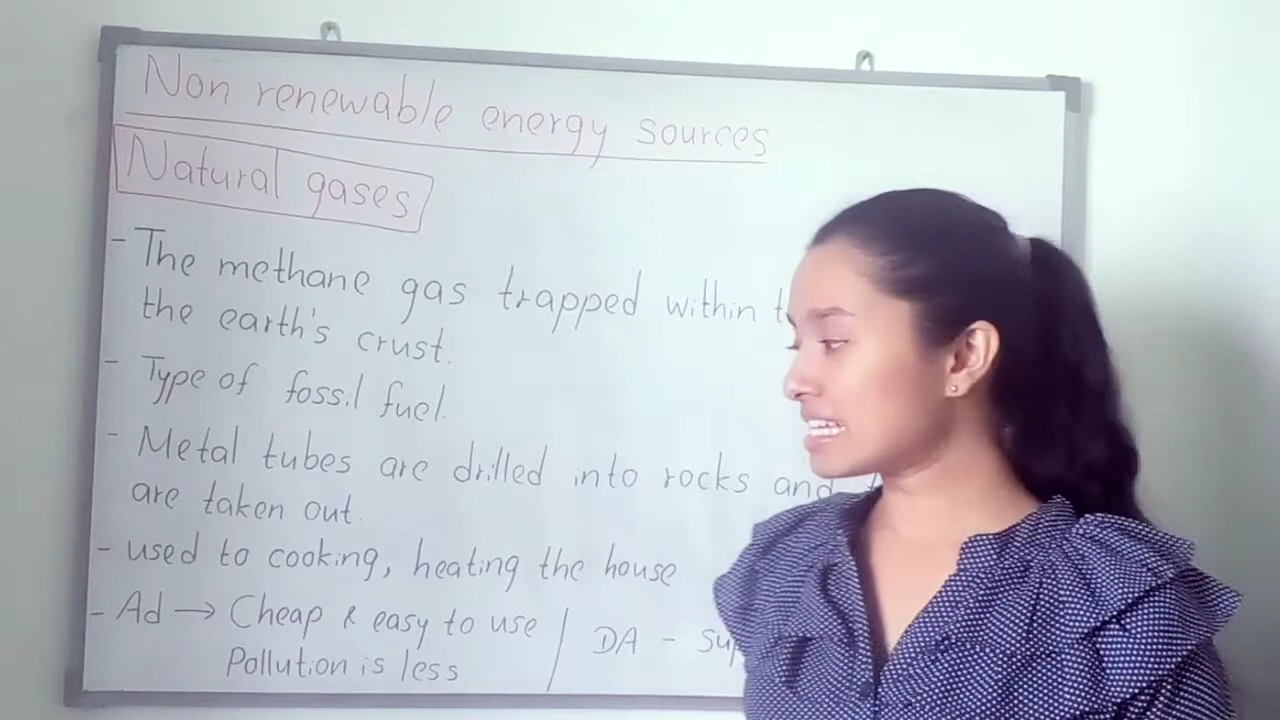 Non renewable energy sources
Natural gases
- The methane gas trapped within
the earth's crust.
- Type of fossil fuel.
- Metal tubes are drilled into rocks and
are taken out.
- used to cooking, heating the house
- Ad → Cheap & easy to use / DA -
Pollution is less